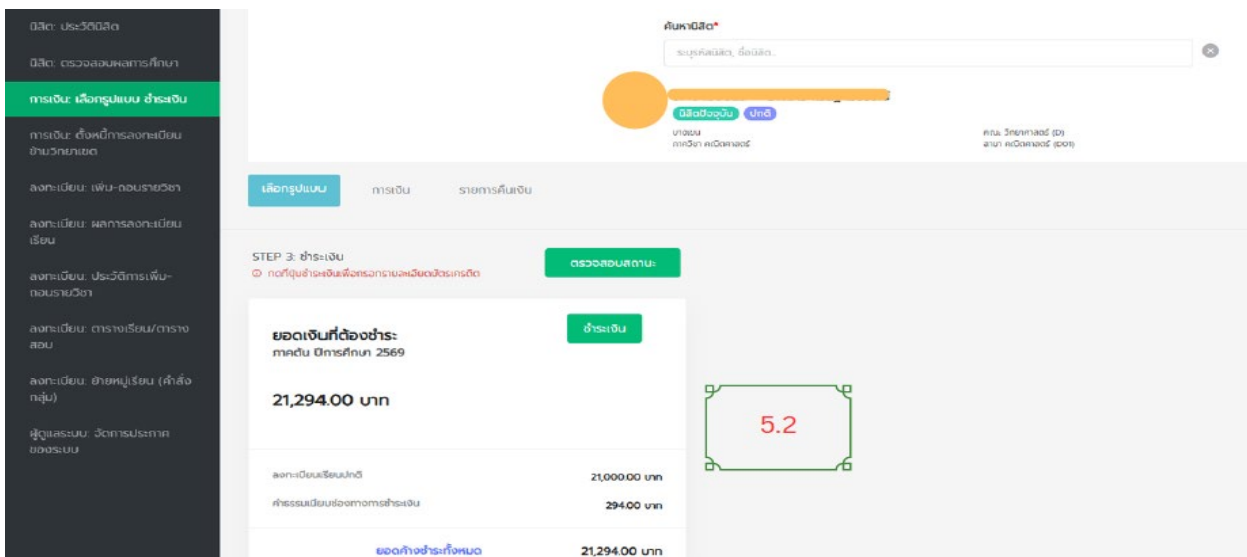 นิสิต: ประวัตินิสิต
นิสิต: ตรวจสอบผลการศึกษา
การเงิน: เลือกรูปแบบ ชำระเงิน
การเงิน: ตั้งหนี้การลงทะเบียน
ข้ามวิทยาเขต
ลงทะเบียน: เพิ่ม-ถอนรายวิชา
ลงทะเบียน: ผลการลงทะเบียน
เรียน
ลงทะเบียน: ประวัติการเพิ่ม-
ถอนรายวิชา
ลงทะเบียน: ตารางเรียน/ตาราง
สอบ
ลงทะเบียน: ย้ายหมู่เรียน (คำสั่ง
กลุ่ม)
ผู้ดูแลระบบ: จัดการประกาศ
ของระบบ
ค้นหานิสิต*
ระบุรหัสนิสิต, ชื่อนิสิต..
นิสิตปัจจุบัน ปกติ
บางเขน
ภาควิชา คณิตศาสตร์
คณะ วิทยาศาสตร์ (D)
สาขา คณิตศาสตร์ (D01)
เลือกรูปแบบ การเงิน รายการคืนเงิน
STEP 3: ชำระเงิน
กดที่ปุ่มชำระเงินเพื่อกรอกรายละเอียดบัตรเครดิต
ตรวจสอบสถานะ
ยอดเงินที่ต้องชำระ
ชำระเงิน
ภาคต้น ปีการศึกษา 2569
21,294.00 บาท
5.2
ลงทะเบียนเรียนปกติ 21,000.00 บาท
ค่าธรรมเนียมช่องทางการชำระเงิน 294.00 บาท
ยอดค้างชำระทั้งหมด 21,294.00 บาท